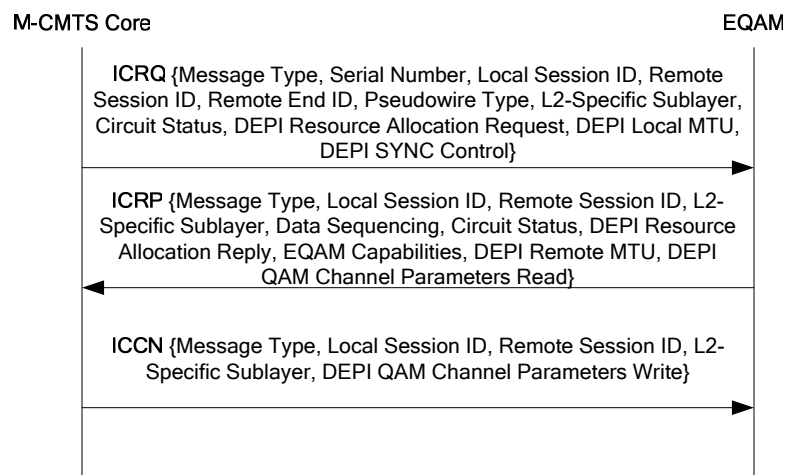 M-CMTS Core
EQAM
ICRQ {Message Type, Serial Number, Local Session ID, Remote
Session ID, Remote End ID, Pseudowire Type, L2-Specific Sublayer,
Circuit Status, DEPI Resource Allocation Request, DEPI Local MTU,
DEPI SYNC Control}
ICRP {Message Type, Local Session ID, Remote Session ID, L2-
Specific Sublayer, Data Sequencing, Circuit Status, DEPI Resource
Allocation Reply, EQAM Capabilities, DEPI Remote MTU, DEPI
QAM Channel Parameters Read}
ICCN {Message Type, Local Session ID, Remote Session ID, L2-
Specific Sublayer, DEPI QAM Channel Parameters Write}